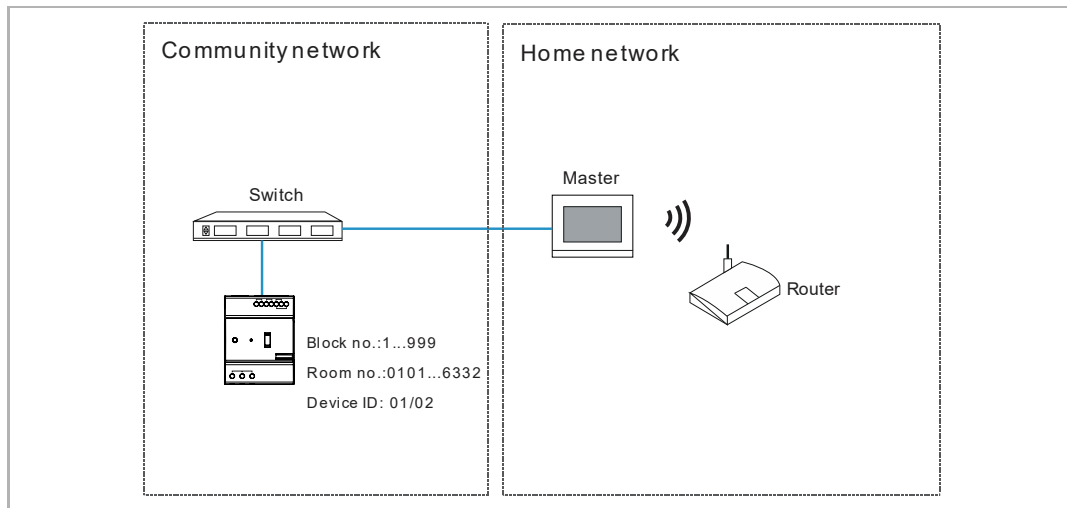 Community network
Home network
Master
Switch
Router
Block no.:1...999
Room no.:0101...6332
Device ID: 01/02